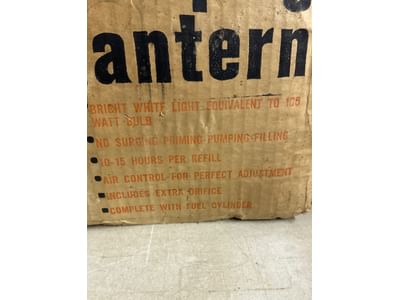 antern
BRIGHT WHITE LIGHT EQUIVALENT TO 105
WATT BULB
NO SURGING-PRIMING-PUMPING-FILLING
10-15 HOURS PER REFILL
AIR CONTROL FOR PERFECT ADJUSTMENT
INCLUDES EXTRA ORIFICE
COMPLETE WITH FUEL CYLINDER